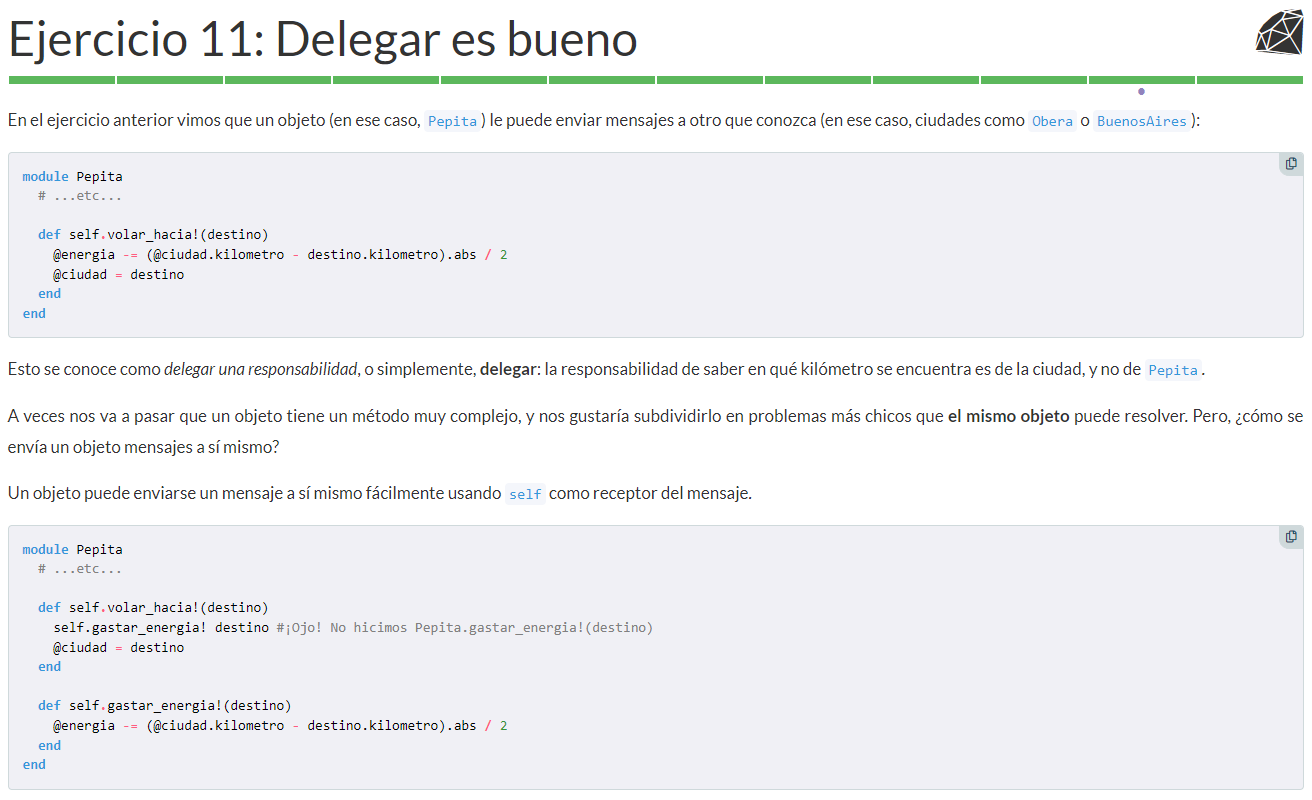 Ejercicio 11: Delegar es bueno
En el ejercicio anterior vimos que un objeto (en ese caso, Pepita) le puede enviar mensajes a otro que conozca (en ese caso, ciudades como Obera o BuenosAires):
module Pepita
  # ...etc...
  def self.volar_hacia!(destino)
    @energia -= (@ciudad.kilometro - destino.kilometro).abs / 2
    @ciudad = destino
  end
end
Esto se conoce como delegar una responsabilidad, o simplemente, delegar: la responsabilidad de saber en qué kilómetro se encuentra es de la ciudad, y no de Pepita.
A veces nos va a pasar que un objeto tiene un método muy complejo, y nos gustaría subdividirlo en problemas más chicos que el mismo objeto puede resolver. Pero, ¿cómo se
envía un objeto mensajes a sí mismo?
Un objeto puede enviarse un mensaje a sí mismo fácilmente usando self como receptor del mensaje.
module Pepita
  # ...etc...
  def self.volar_hacia!(destino)
    self.gastar_energia! destino #¡Ojo! No hicimos Pepita.gastar_energia!(destino)
    @ciudad = destino
  end
  def self.gastar_energia!(destino)
    @energia -= (@ciudad.kilometro - destino.kilometro).abs / 2
  end
end